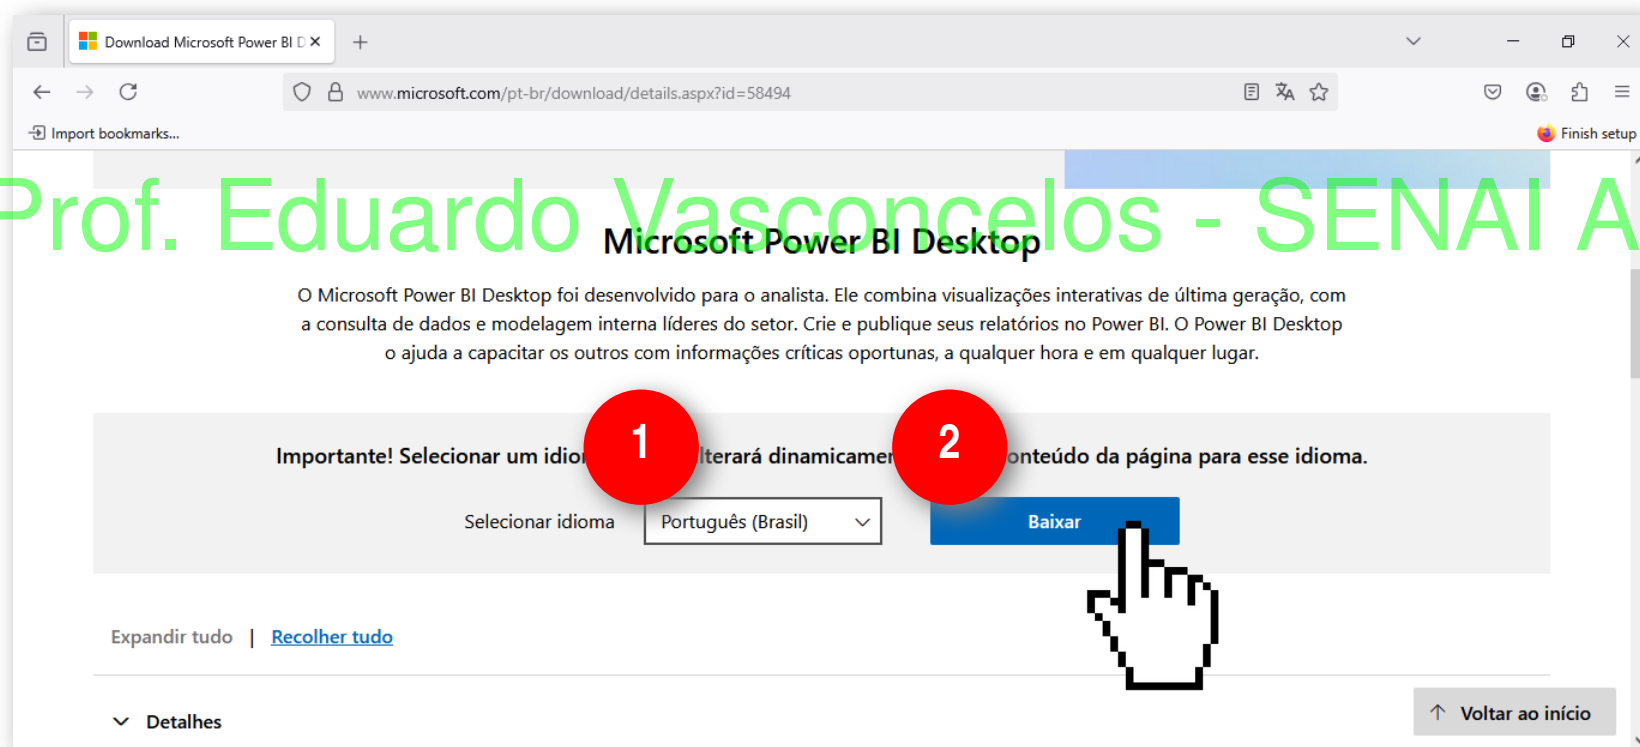 Download Microsoft Power BI D
www.microsoft.com/pt-br/download/details.aspx?id=58494
Import bookmarks...
Finish setup
Prof. Eduardo Vasconcelos - SENAI A
Microsoft Power BI Desktop
O Microsoft Power BI Desktop foi desenvolvido para o analista. Ele combina visualizações interativas de última geração, com
a consulta de dados e modelagem interna líderes do setor. Crie e publique seus relatórios no Power BI. O Power BI Desktop
o ajuda a capacitar os outros com informações críticas oportunas, a qualquer hora e em qualquer lugar.
1
2
Importante! Selecionar um idio lterará dinamicame onteúdo da página para esse idioma.
Selecionar idioma
Português (Brasil)
Baixar
Expandir tudo | Recolher tudo
Detalhes
Voltar ao início